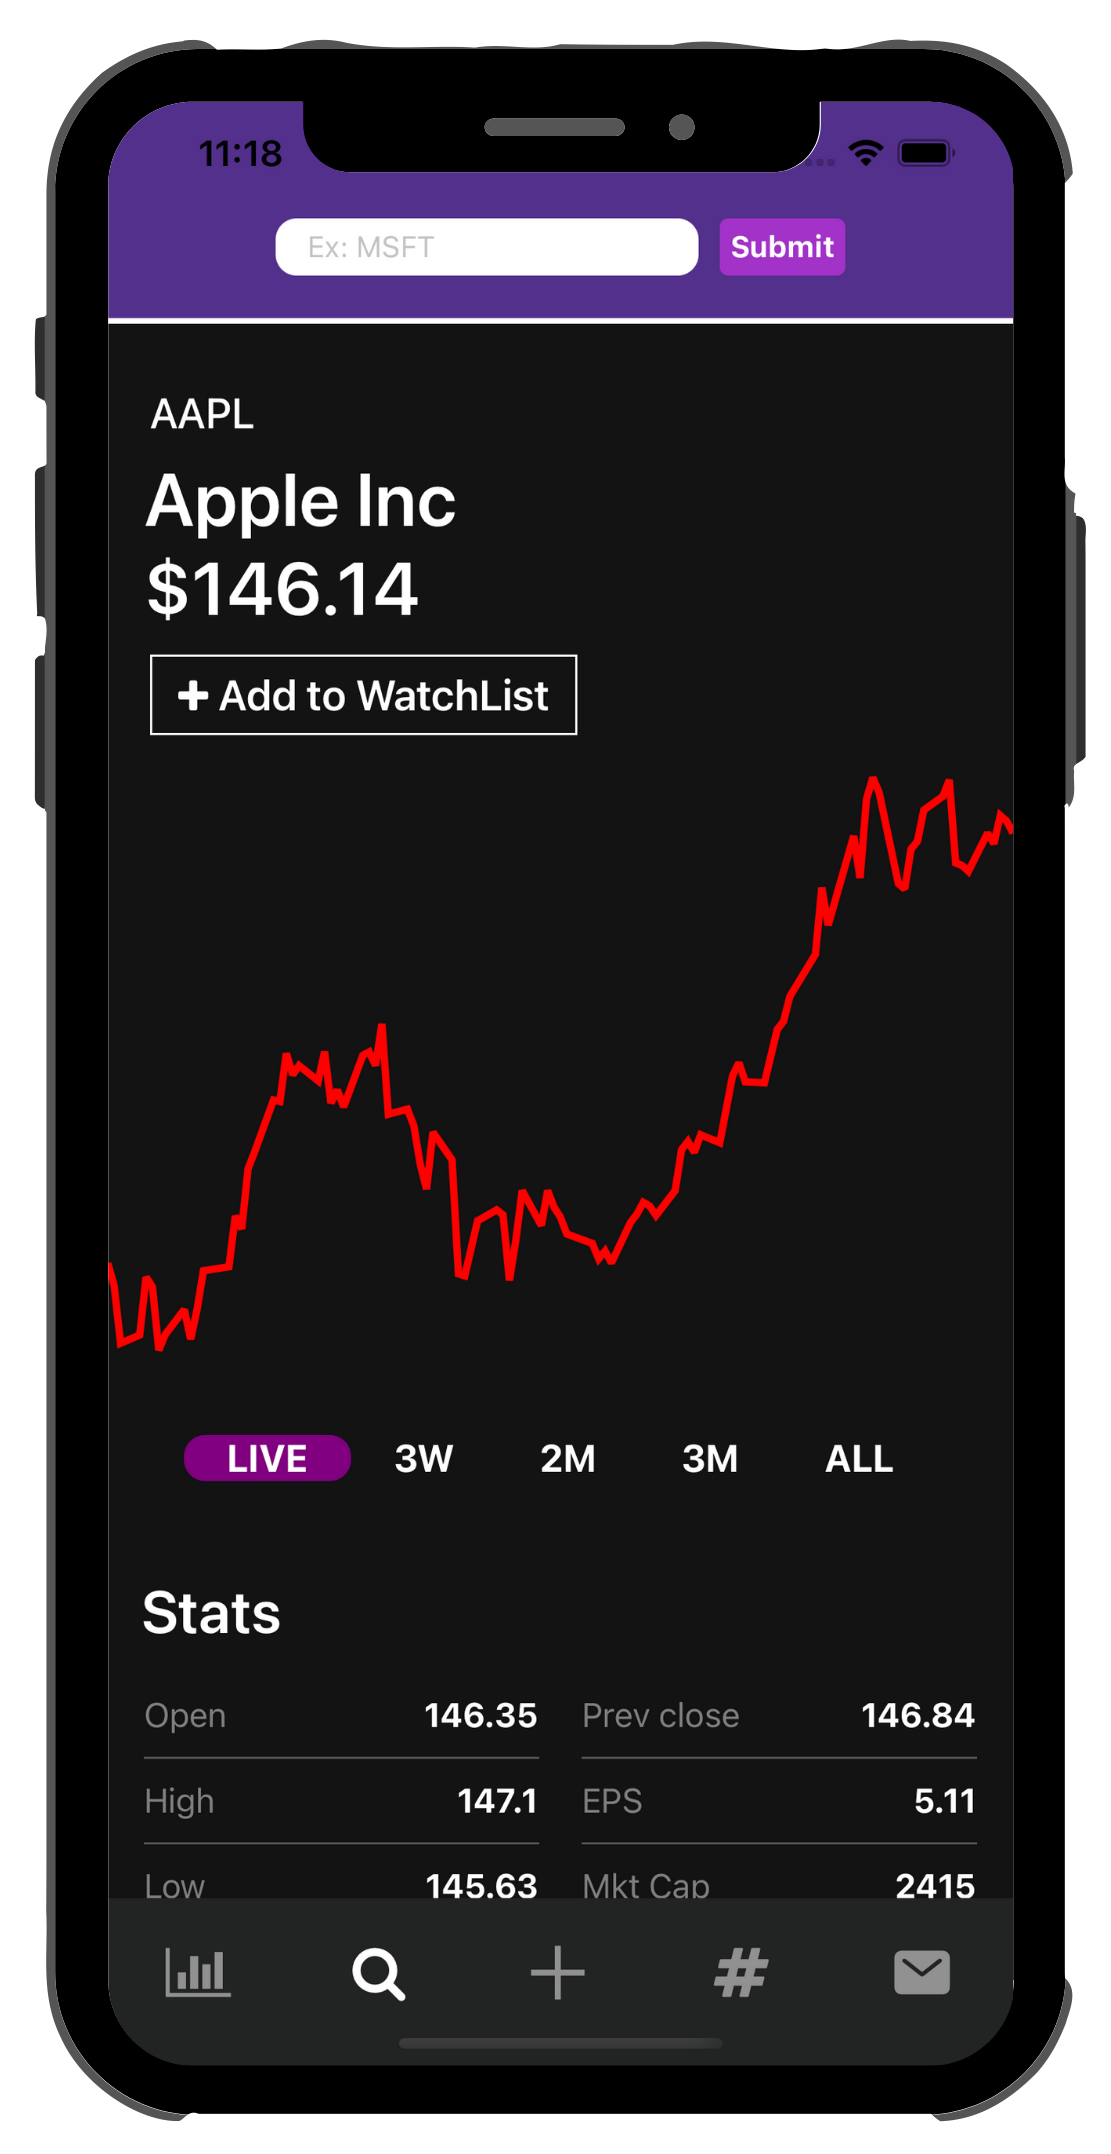 11:18
Ex: MSFT
Submit
AAPL
Apple Inc
$146.14
+ Add to WatchList
LIVE 3W 2M 3M ALL
Stats
Open 146.35 Prev close 146.84
High 147.1 EPS 5.11
Low 145.63 Mkt Cap 2415